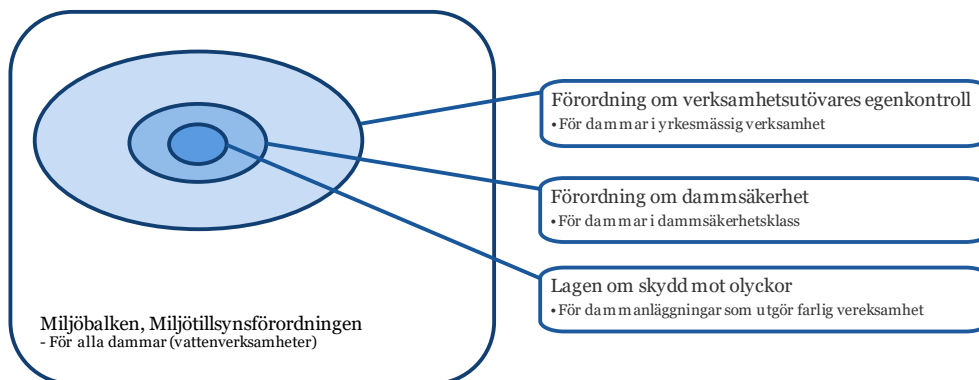 Förordning om verksamhetsutövares egenkontroll
• För dammar i yrkesmässig verksamhet
Förordning om dammsäkerhet
• För dammar i dammsäkerhetsklass
Lagen om skydd mot olyckor
• För dammanläggningar som utgör farlig vereksamhet
Miljöbalken, Miljötillsynsförordningen
- För alla dammar (vattenverksamheter)